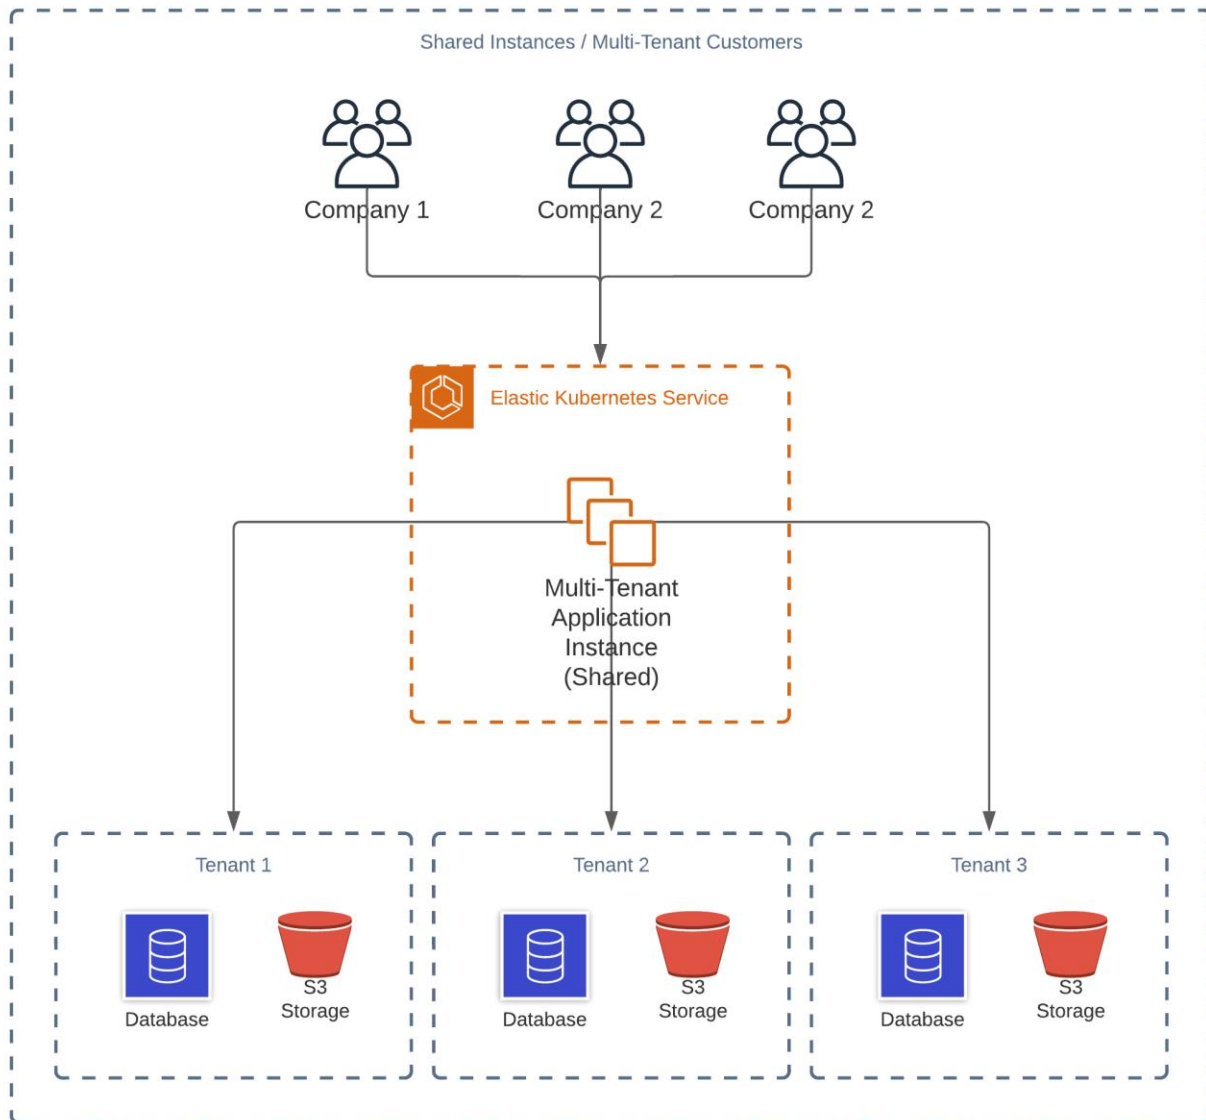 Shared Instances / Multi-Tenant Customers
Company 1
Company 2
Company 2
Elastic Kubernetes Service
Multi-Tenant
Application
Instance
(Shared)
Tenant 1
Database
S3
Storage
Tenant 2
Database
S3
Storage
Tenant 3
Database
S3
Storage